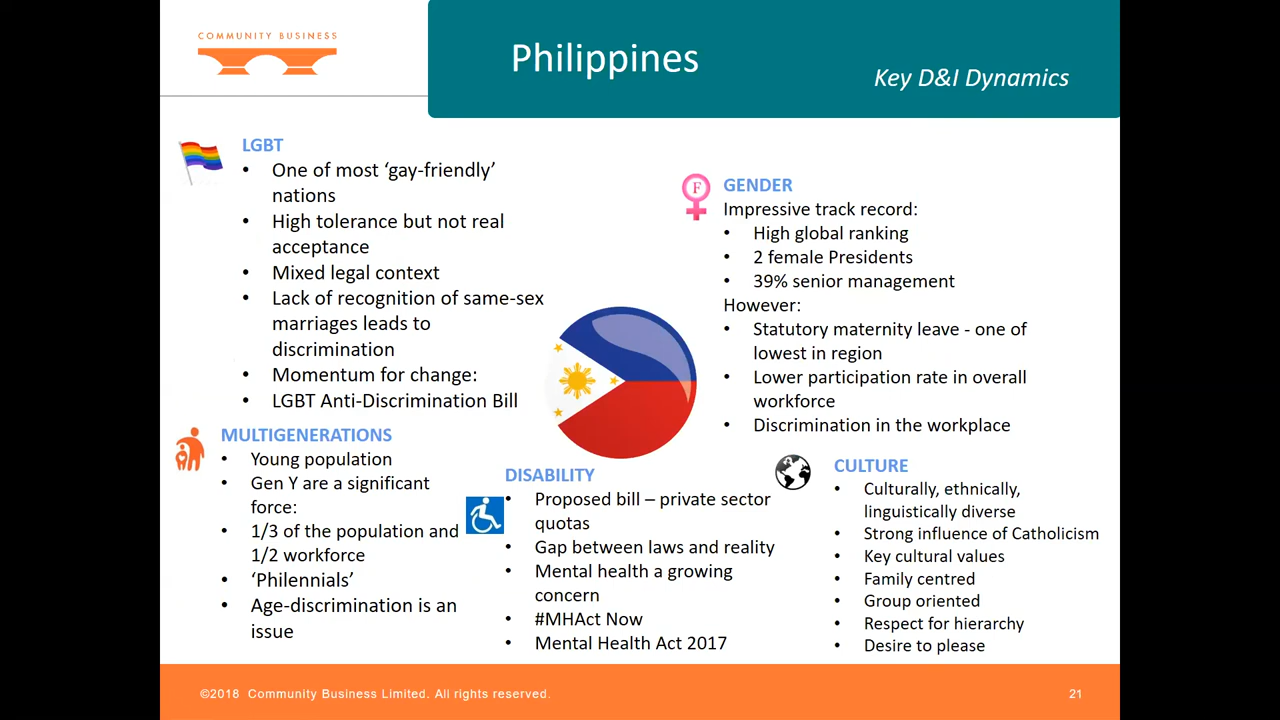 COMMUNITY BUSINESS
Philippines
Key D&I Dynamics
LGBT
• One of most ‘gay-friendly’
nations
• High tolerance but not real
acceptance
• Mixed legal context
• Lack of recognition of same-sex
marriages leads to
discrimination
• Momentum for change:
• LGBT Anti-Discrimination Bill
F
GENDER
Impressive track record:
• High global ranking
• 2 female Presidents
• 39% senior management
However:
• Statutory maternity leave - one of
lowest in region
• Lower participation rate in overall
workforce
• Discrimination in the workplace
MULTIGENERATIONS
• Young population
• Gen Y are a significant
force:
• 1/3 of the population and
1/2 workforce
• ‘Philennials’
• Age-discrimination is an
issue
DISABILITY
• Proposed bill – private sector
quotas
• Gap between laws and reality
• Mental health a growing
concern
• #MHAct Now
• Mental Health Act 2017
CULTURE
• Culturally, ethnically,
linguistically diverse
• Strong influence of Catholicism
• Key cultural values
• Family centred
• Group oriented
• Respect for hierarchy
• Desire to please
©2018 Community Business Limited. All rights reserved.
21